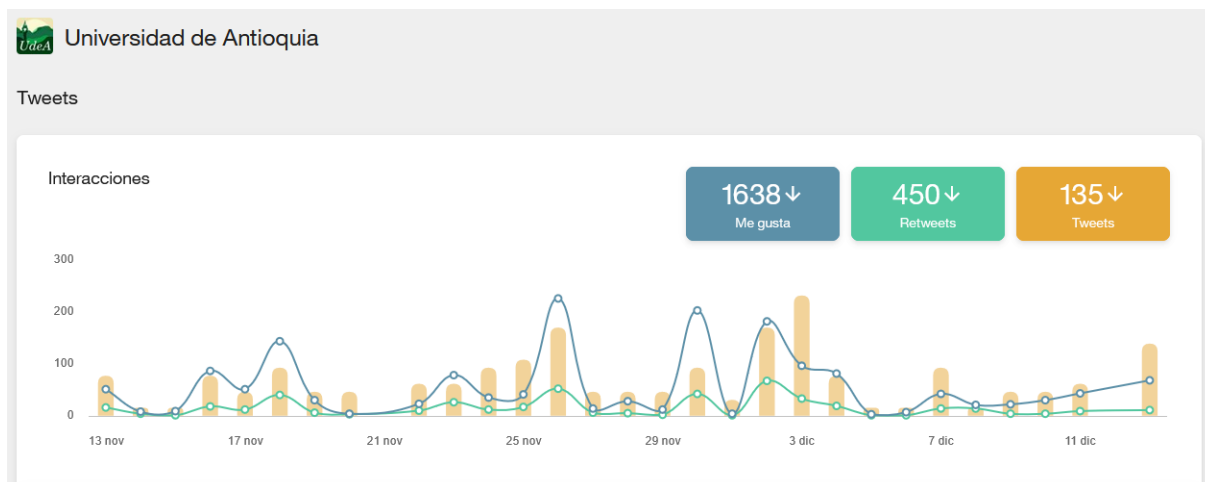 UdeA
Universidad de Antioquia
Tweets
Interacciones
1638↓
Me gusta
450↓
Retweets
135↓
Tweets
300
200
100
0
13 nov 17 nov 21 nov 25 nov 29 nov 3 dic 7 dic 11 dic